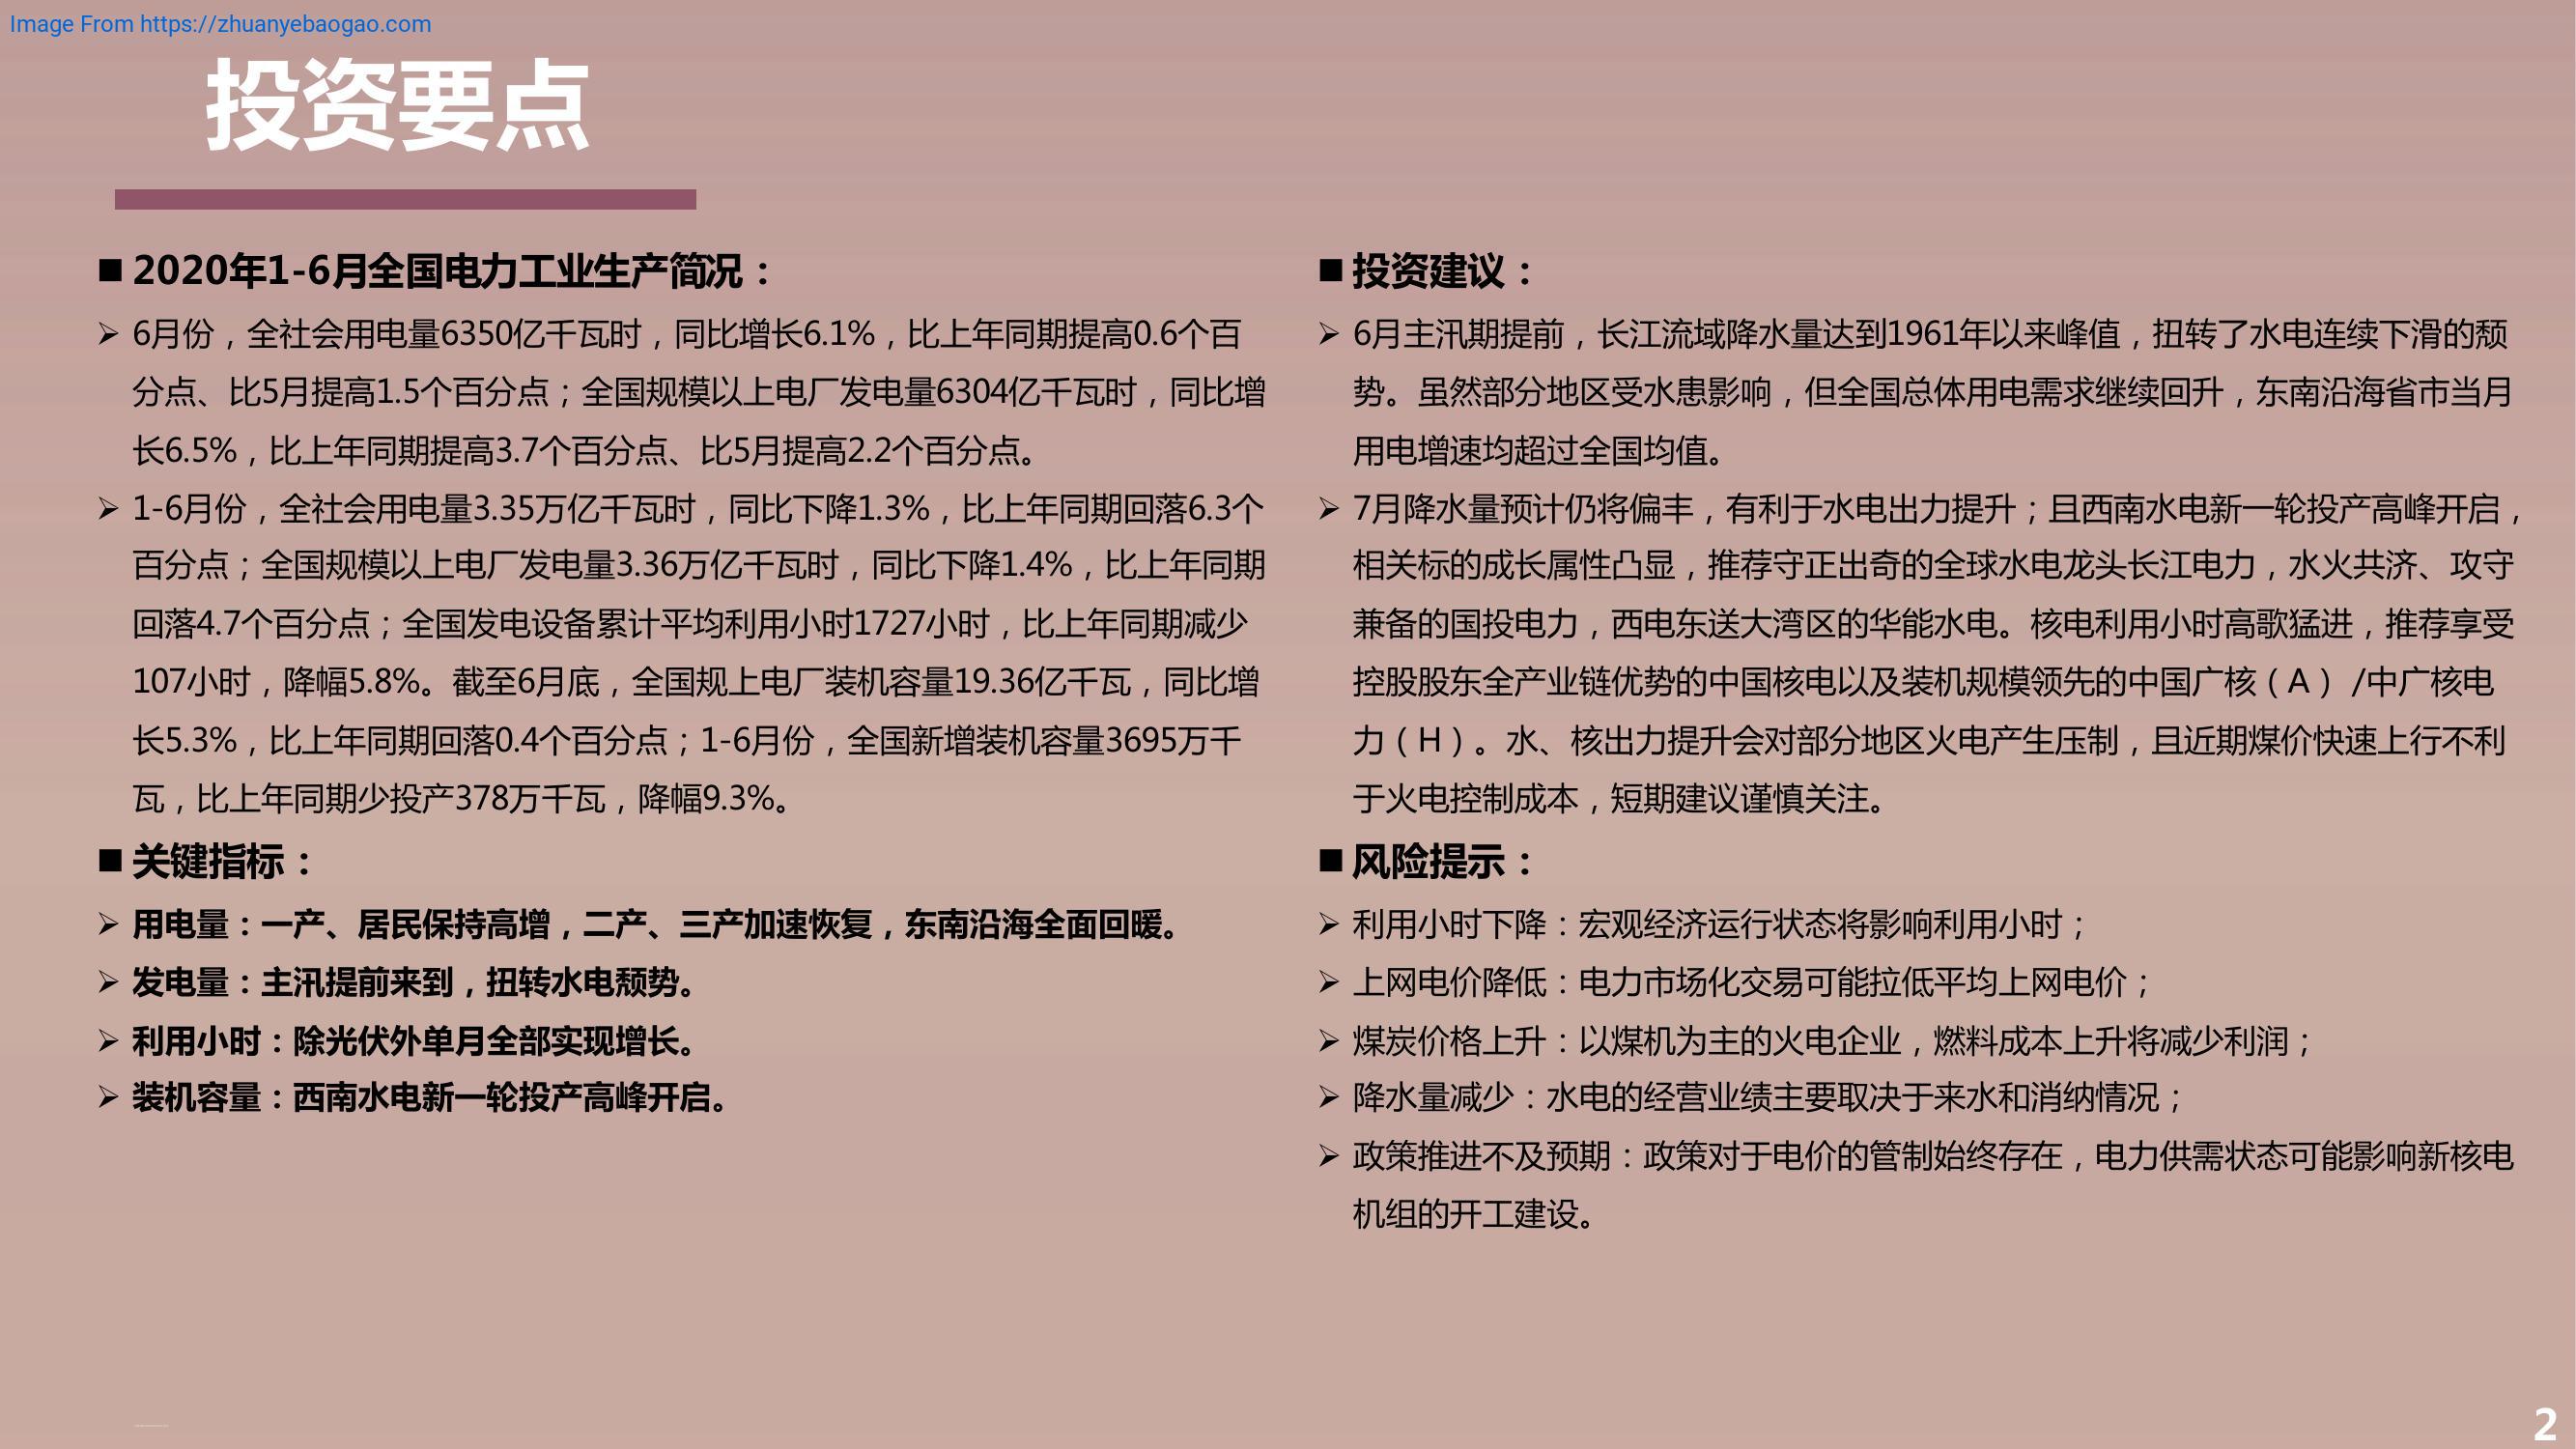 Image From https://zhuanyebaogao.com
投资要点
■ 2020年1-6月全国电力工业生产简况：
➢ 6月份，全社会用电量6350亿千瓦时，同比增长6.1%，比上年同期提高0.6个百
分点、比5月提高1.5个百分点；全国规模以上电厂发电量6304亿千瓦时，同比增
长6.5%，比上年同期提高3.7个百分点、比5月提高2.2个百分点。
➢ 1-6月份，全社会用电量3.35万亿千瓦时，同比下降1.3%，比上年同期回落6.3个
百分点；全国规模以上电厂发电量3.36万亿千瓦时，同比下降1.4%，比上年同期
回落4.7个百分点；全国发电设备累计平均利用小时1727小时，比上年同期减少
107小时，降幅5.8%。截至6月底，全国规上电厂装机容量19.36亿千瓦，同比增
长5.3%，比上年同期回落0.4个百分点；1-6月份，全国新增装机容量3695万千
瓦，比上年同期少投产378万千瓦，降幅9.3%。
■ 关键指标：
➢ 用电量：一产、居民保持高增，二产、三产加速恢复，东南沿海全面回暖。
➢ 发电量：主汛提前来到，扭转水电颓势。
➢ 利用小时：除光伏外单月全部实现增长。
➢ 装机容量：西南水电新一轮投产高峰开启。
■ 投资建议：
➢ 6月主汛期提前，长江流域降水量达到1961年以来峰值，扭转了水电连续下滑的颓
势。虽然部分地区受水患影响，但全国总体用电需求继续回升，东南沿海省市当月
用电增速均超过全国均值。
➢ 7月降水量预计仍将偏丰，有利于水电出力提升；且西南水电新一轮投产高峰开启，
相关标的成长属性凸显，推荐守正出奇的全球水电龙头长江电力，水火共济、攻守
兼备的国投电力，西电东送大湾区的华能水电。核电利用小时高歌猛进，推荐享受
控股股东全产业链优势的中国核电以及装机规模领先的中国广核（A）/中广核电
力（H）。水、核出力提升会对部分地区火电产生压制，且近期煤价快速上行不利
于火电控制成本，短期建议谨慎关注。
■ 风险提示：
➢ 利用小时下降：宏观经济运行状态将影响利用小时；
➢ 上网电价降低：电力市场化交易可能拉低平均上网电价；
➢ 煤炭价格上升：以煤机为主的火电企业，燃料成本上升将减少利润；
➢ 降水量减少：水电的经营业绩主要取决于来水和消纳情况；
➢ 政策推进不及预期：政策对于电价的管制始终存在，电力供需状态可能影响新核电
机组的开工建设。
2